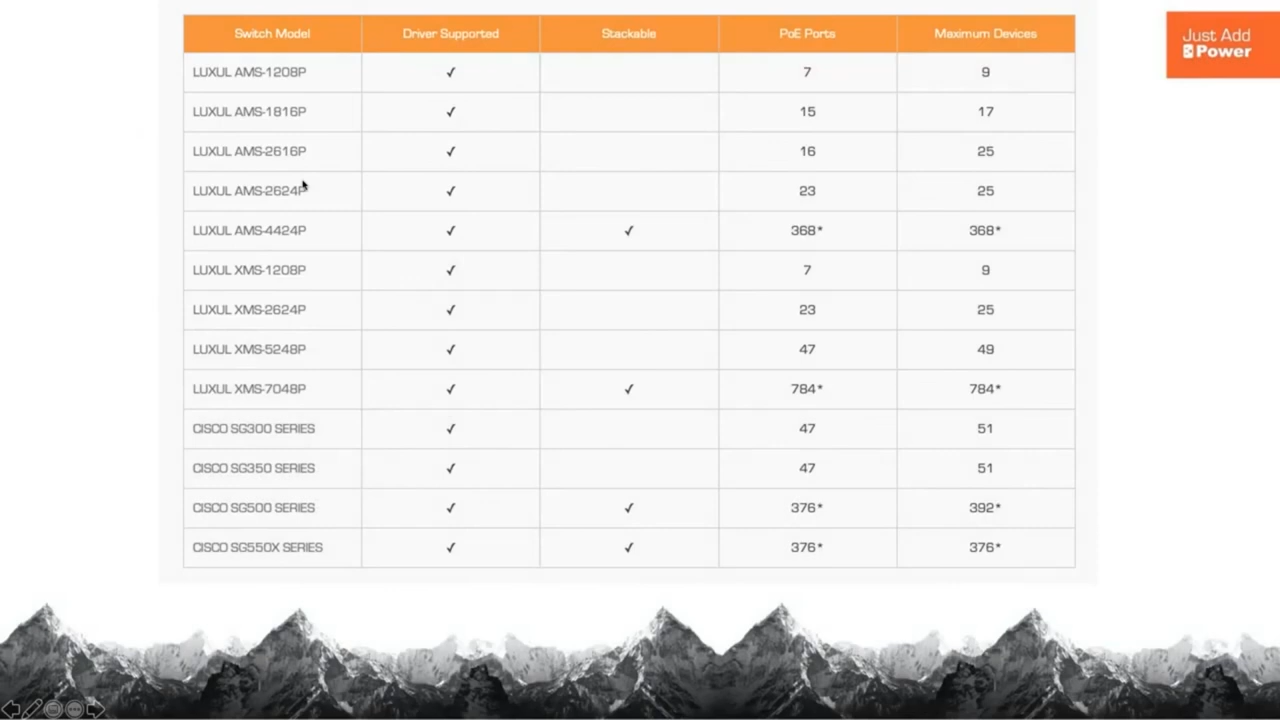 Switch Model Driver Supported Stackable PoE Ports Maximum Devices
LUXUL AMS-1208P ✓ 7 9
LUXUL AMS-1816P ✓ 15 17
LUXUL AMS-2616P ✓ 16 25
LUXUL AMS-2624P ✓ 23 25
LUXUL AMS-4424P ✓ ✓ 368* 368*
LUXUL XMS-1208P ✓ 7 9
LUXUL XMS-2624P ✓ 23 25
LUXUL XMS-5248P ✓ 47 49
LUXUL XMS-7048P ✓ ✓ 784* 784*
CISCO SG300 SERIES ✓ 47 51
CISCO SG350 SERIES ✓ 47 51
CISCO SG500 SERIES ✓ ✓ 376* 392*
CISCO SG550X SERIES ✓ ✓ 376* 376*
Just Add
Power